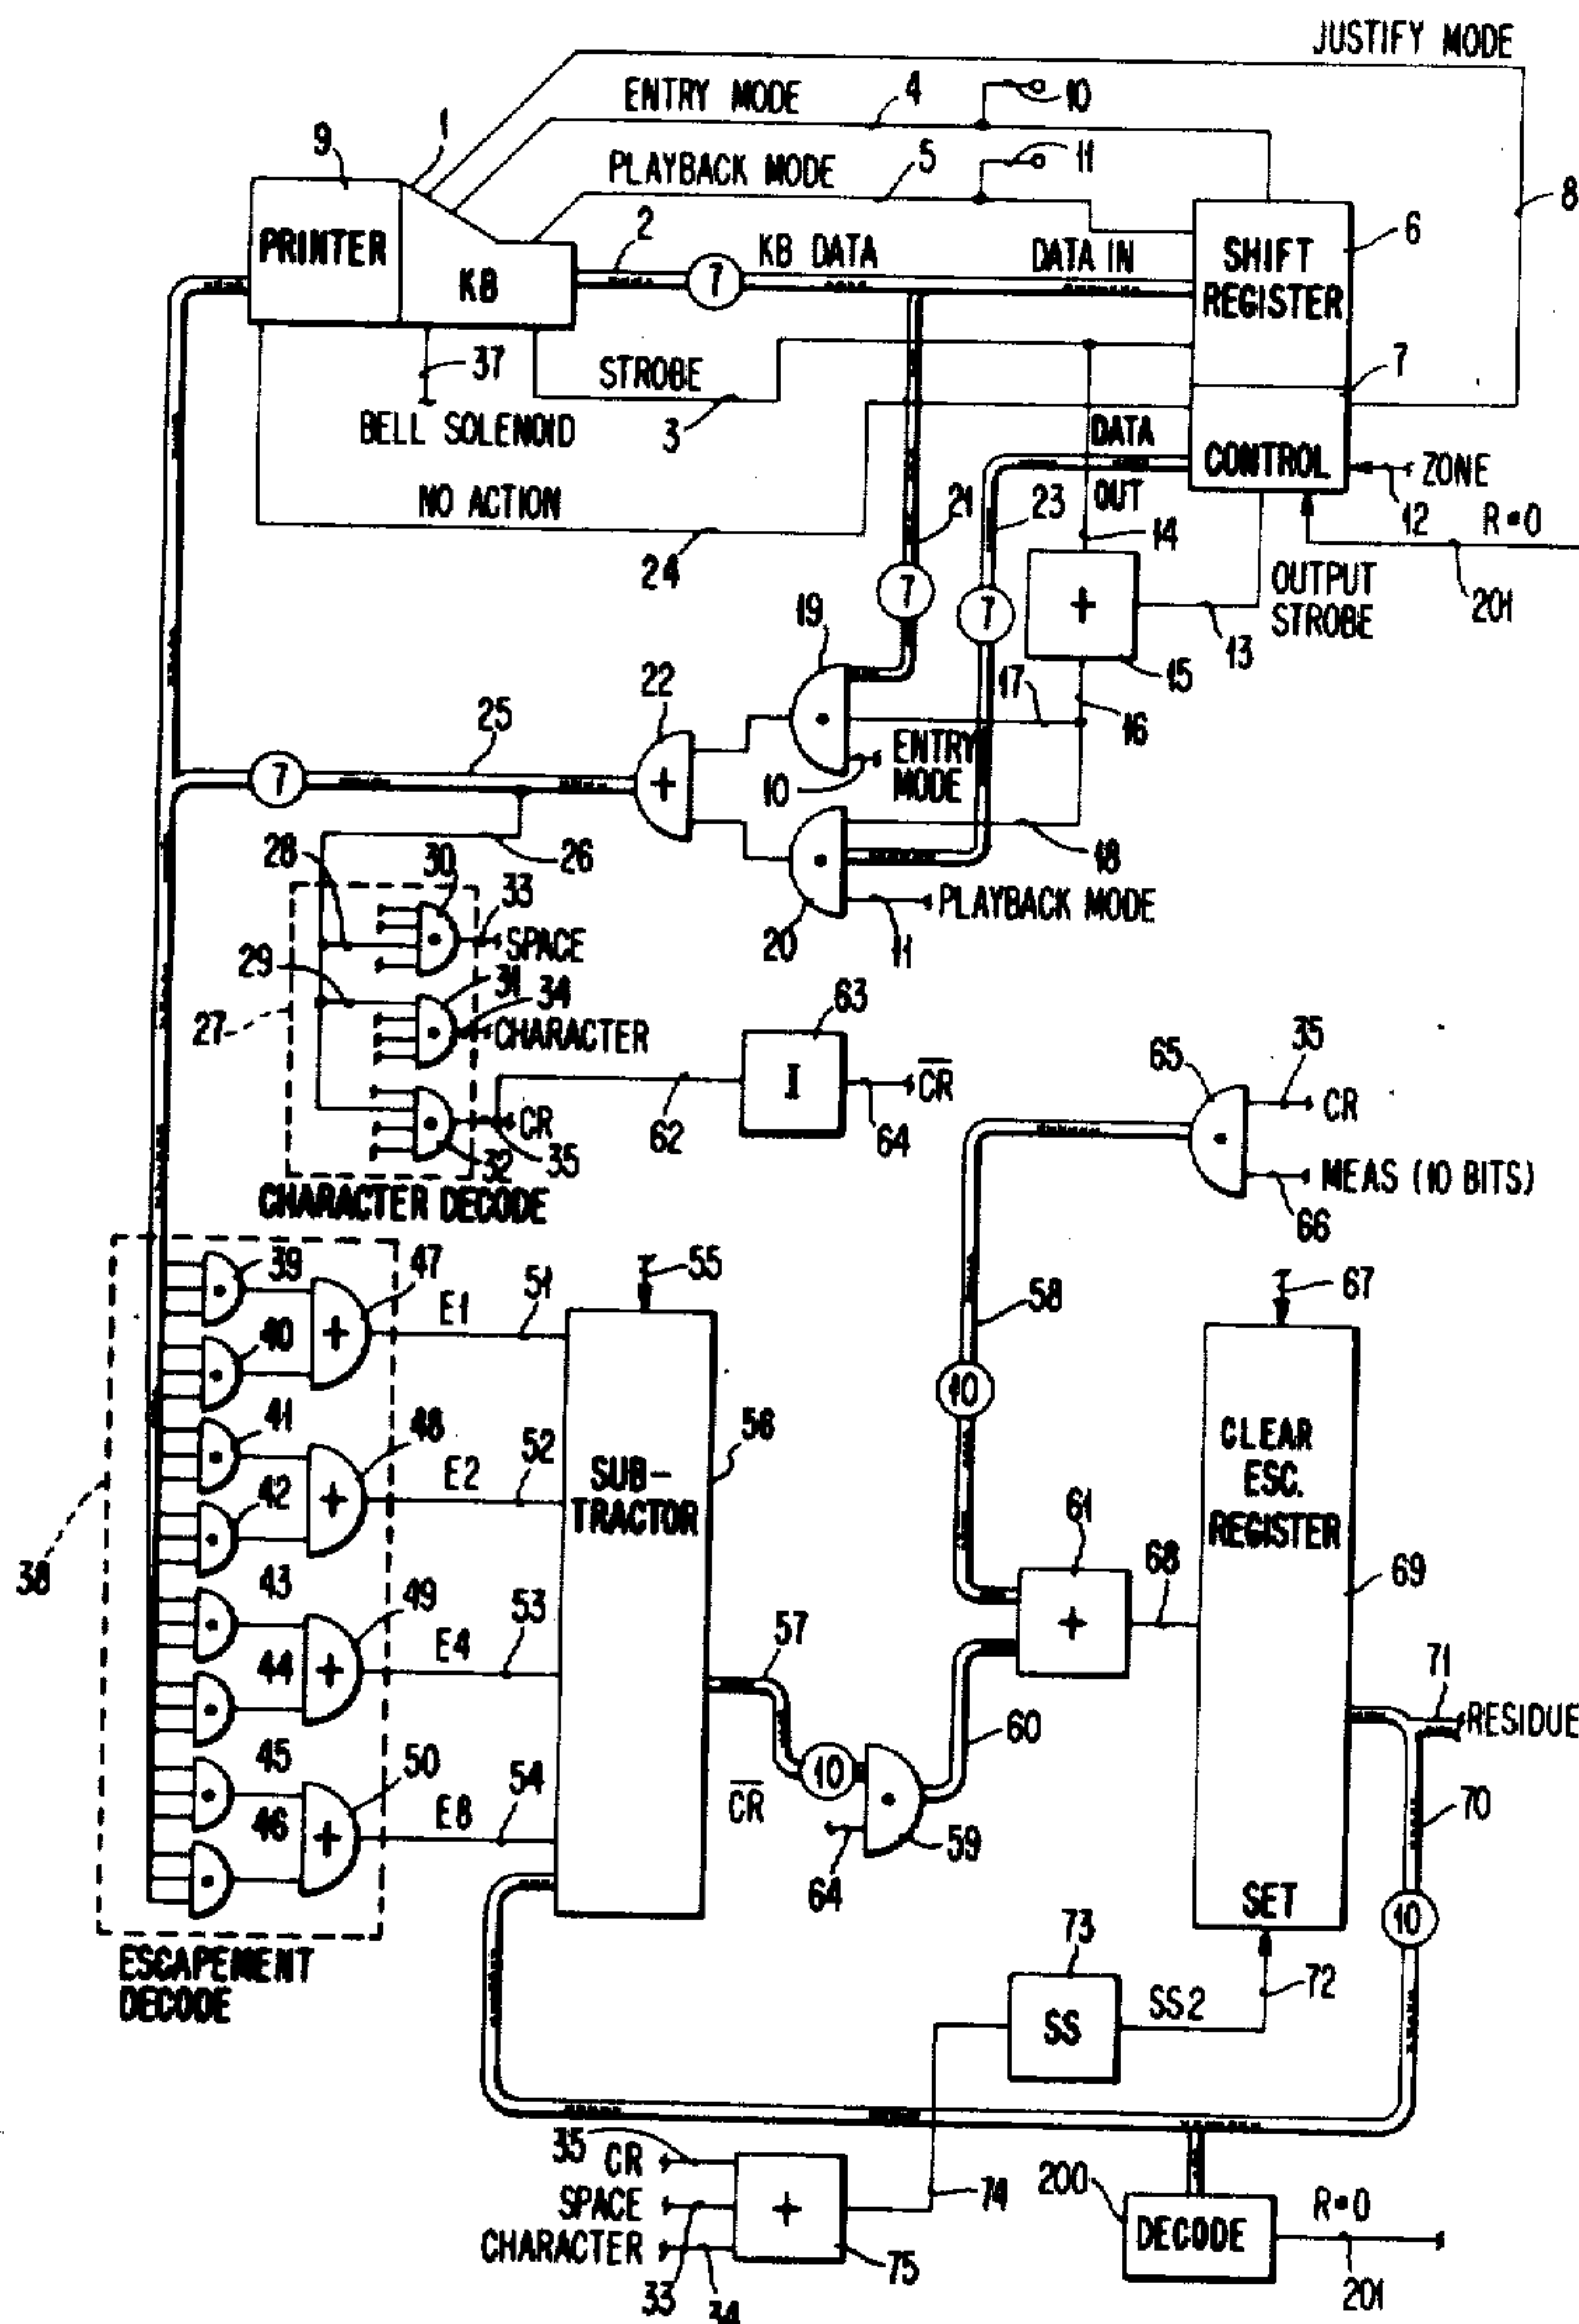 JUSTIFY MODE
ENTRY MODE 4 10
9 1
PLAYBACK MODE 5 11
8
PRINTER KB
2 KB DATA DATA IN
7
SHIFT REGISTER 6
37 STROBE 7
BELL SOLENOID 3
DATA OUT
CONTROL ZONE
NO ACTION 21 23 14 12 R=0
24
7 7
19 + OUTPUT STROBE 201
13
22 17 15
25 16
7 + • ENTRY MODE
10
28 26 30 33 • 18
SPACE 20 11 PLAYBACK MODE
29 31 34 63
27 CHARACTER 65 35
I CR CR
CR 62 64 •
32 35 MEAS (10 BITS)
CHARACTER DECODE 66
39 47 55 67
E1 51 58
40
41 48 56 10
E2 52 SUB-TRACTOR CLEAR ESC. REGISTER
42 61
38 43 49 53 68 69
E4 57 +
44 71
60 RESIDUE
45 50 54 10 70
46 E8 CR •
64 59 10
SET
ESCAPEMENT DECODE 73
SS SS2 72
35 CR
74 200 R=0
SPACE + DECODE
CHARACTER
33 34 75 201